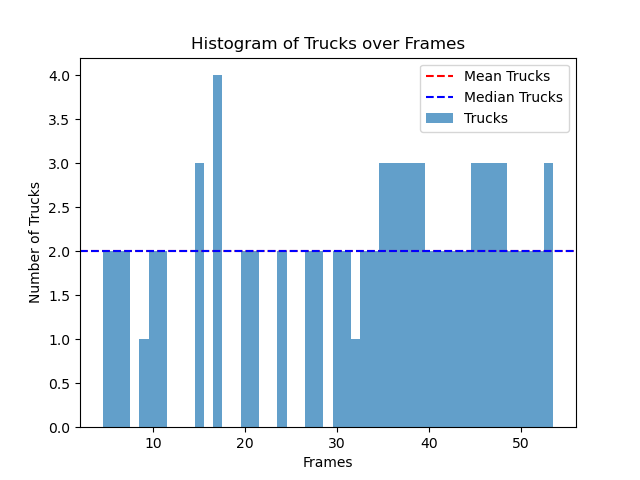 Histogram of Trucks over Frames
Mean Trucks
Median Trucks
Trucks
Number of Trucks
4.0
3.5
3.0
2.5
2.0
1.5
1.0
0.5
0.0
10 20 30 40 50
Frames